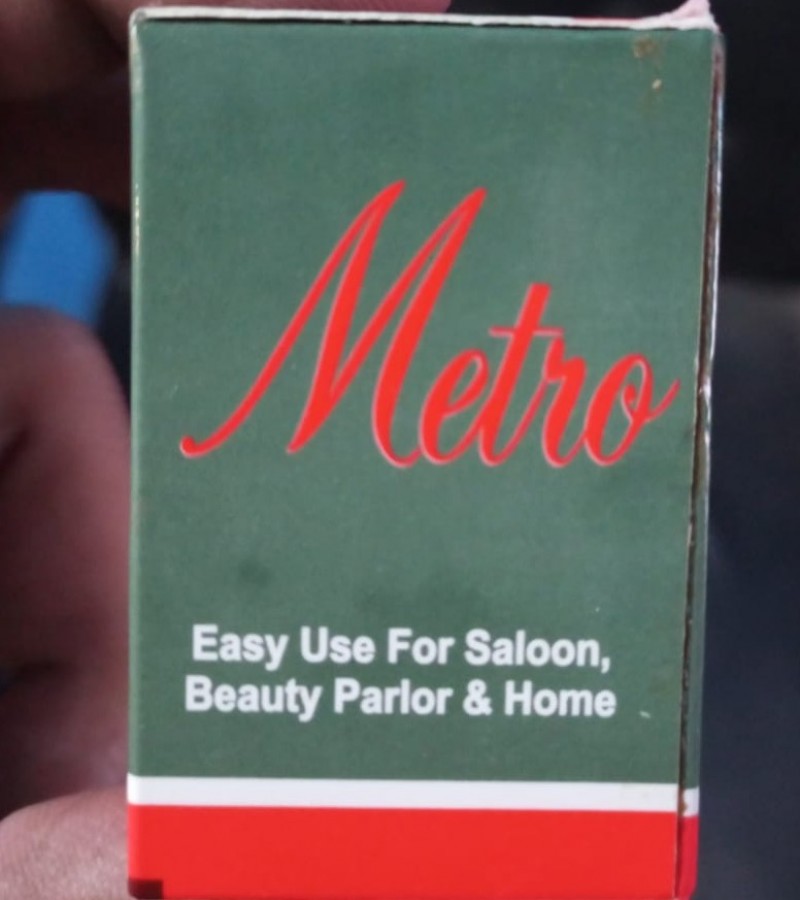 Metro
Easy Use For Saloon,
Beauty Parlor & Home